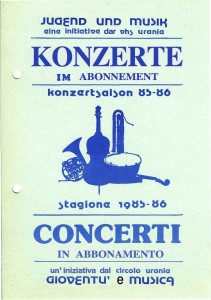 JUGEND UND MUSIK
eine initiative der vhs urania
KONZERTE
IM ABONNEMENT
konzertsaison 85-86
stagione 1985-86
CONCERTI
IN ABBONAMENTO
un'iniziativa dal circolo urania
GIOVENTU' e MUSICA